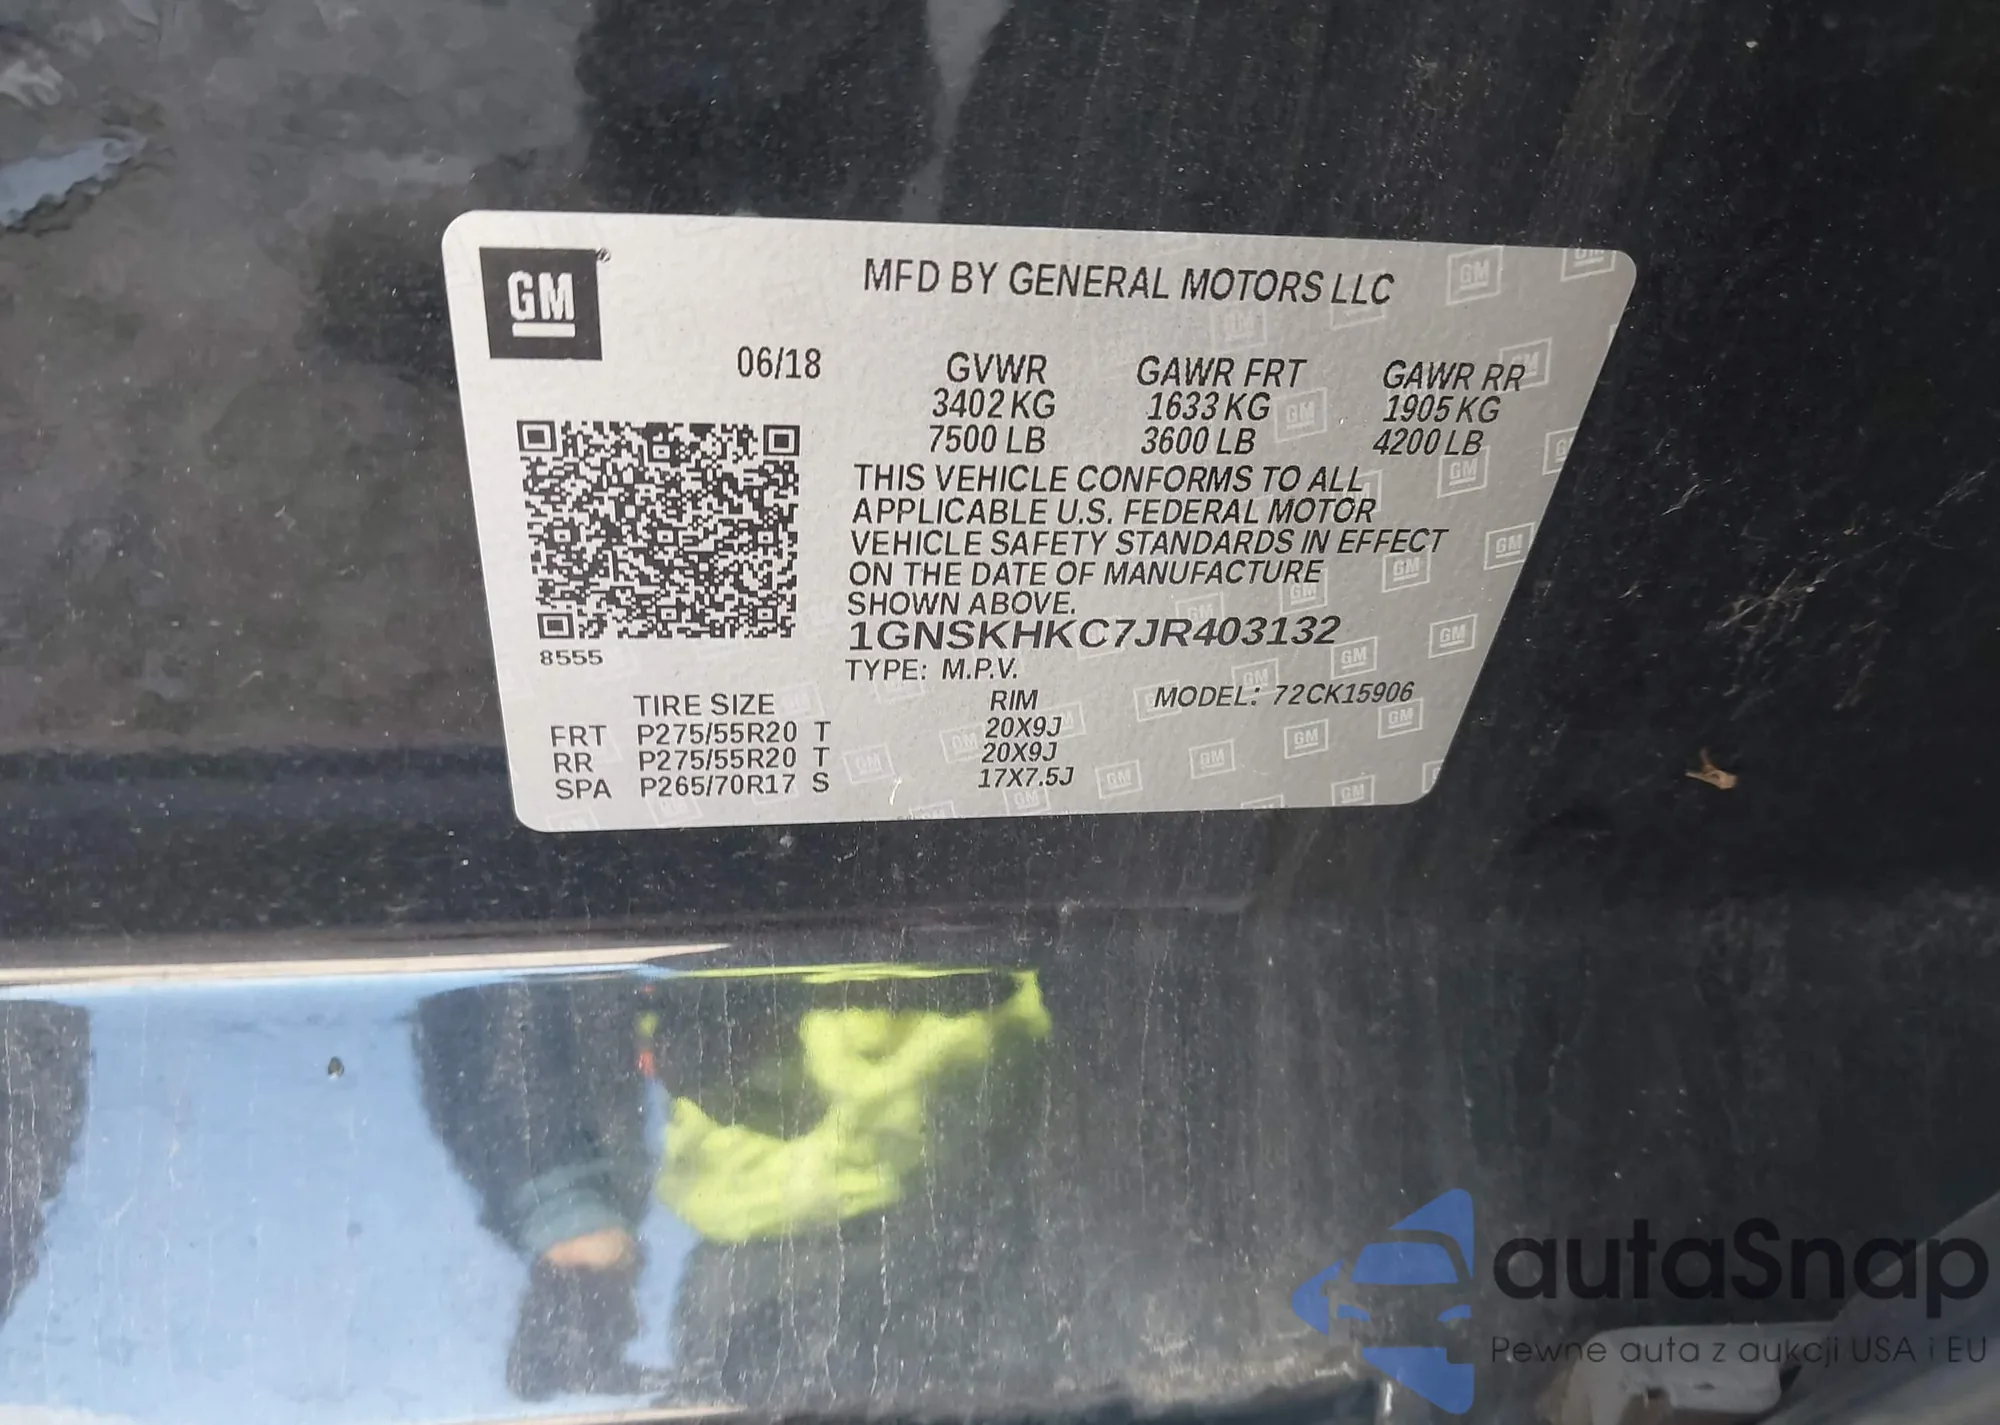 GM
MFD BY GENERAL MOTORS LLC
06/18 GVWR GAWR FRT GAWR RR
3402 KG 1633 KG 1905 KG
7500 LB 3600 LB 4200 LB
THIS VEHICLE CONFORMS TO ALL
APPLICABLE U.S. FEDERAL MOTOR
VEHICLE SAFETY STANDARDS IN EFFECT
ON THE DATE OF MANUFACTURE
SHOWN ABOVE.
1GNSKHKC7JR403132
8555
TYPE: M.P.V.
TIRE SIZE RIM MODEL: 72CK15906
FRT P275/55R20 T 20X9J
RR P275/55R20 T 20X9J
SPA P265/70R17 S 17X7.5J
autaSnap
Pewne auta z aukcji USA i EU